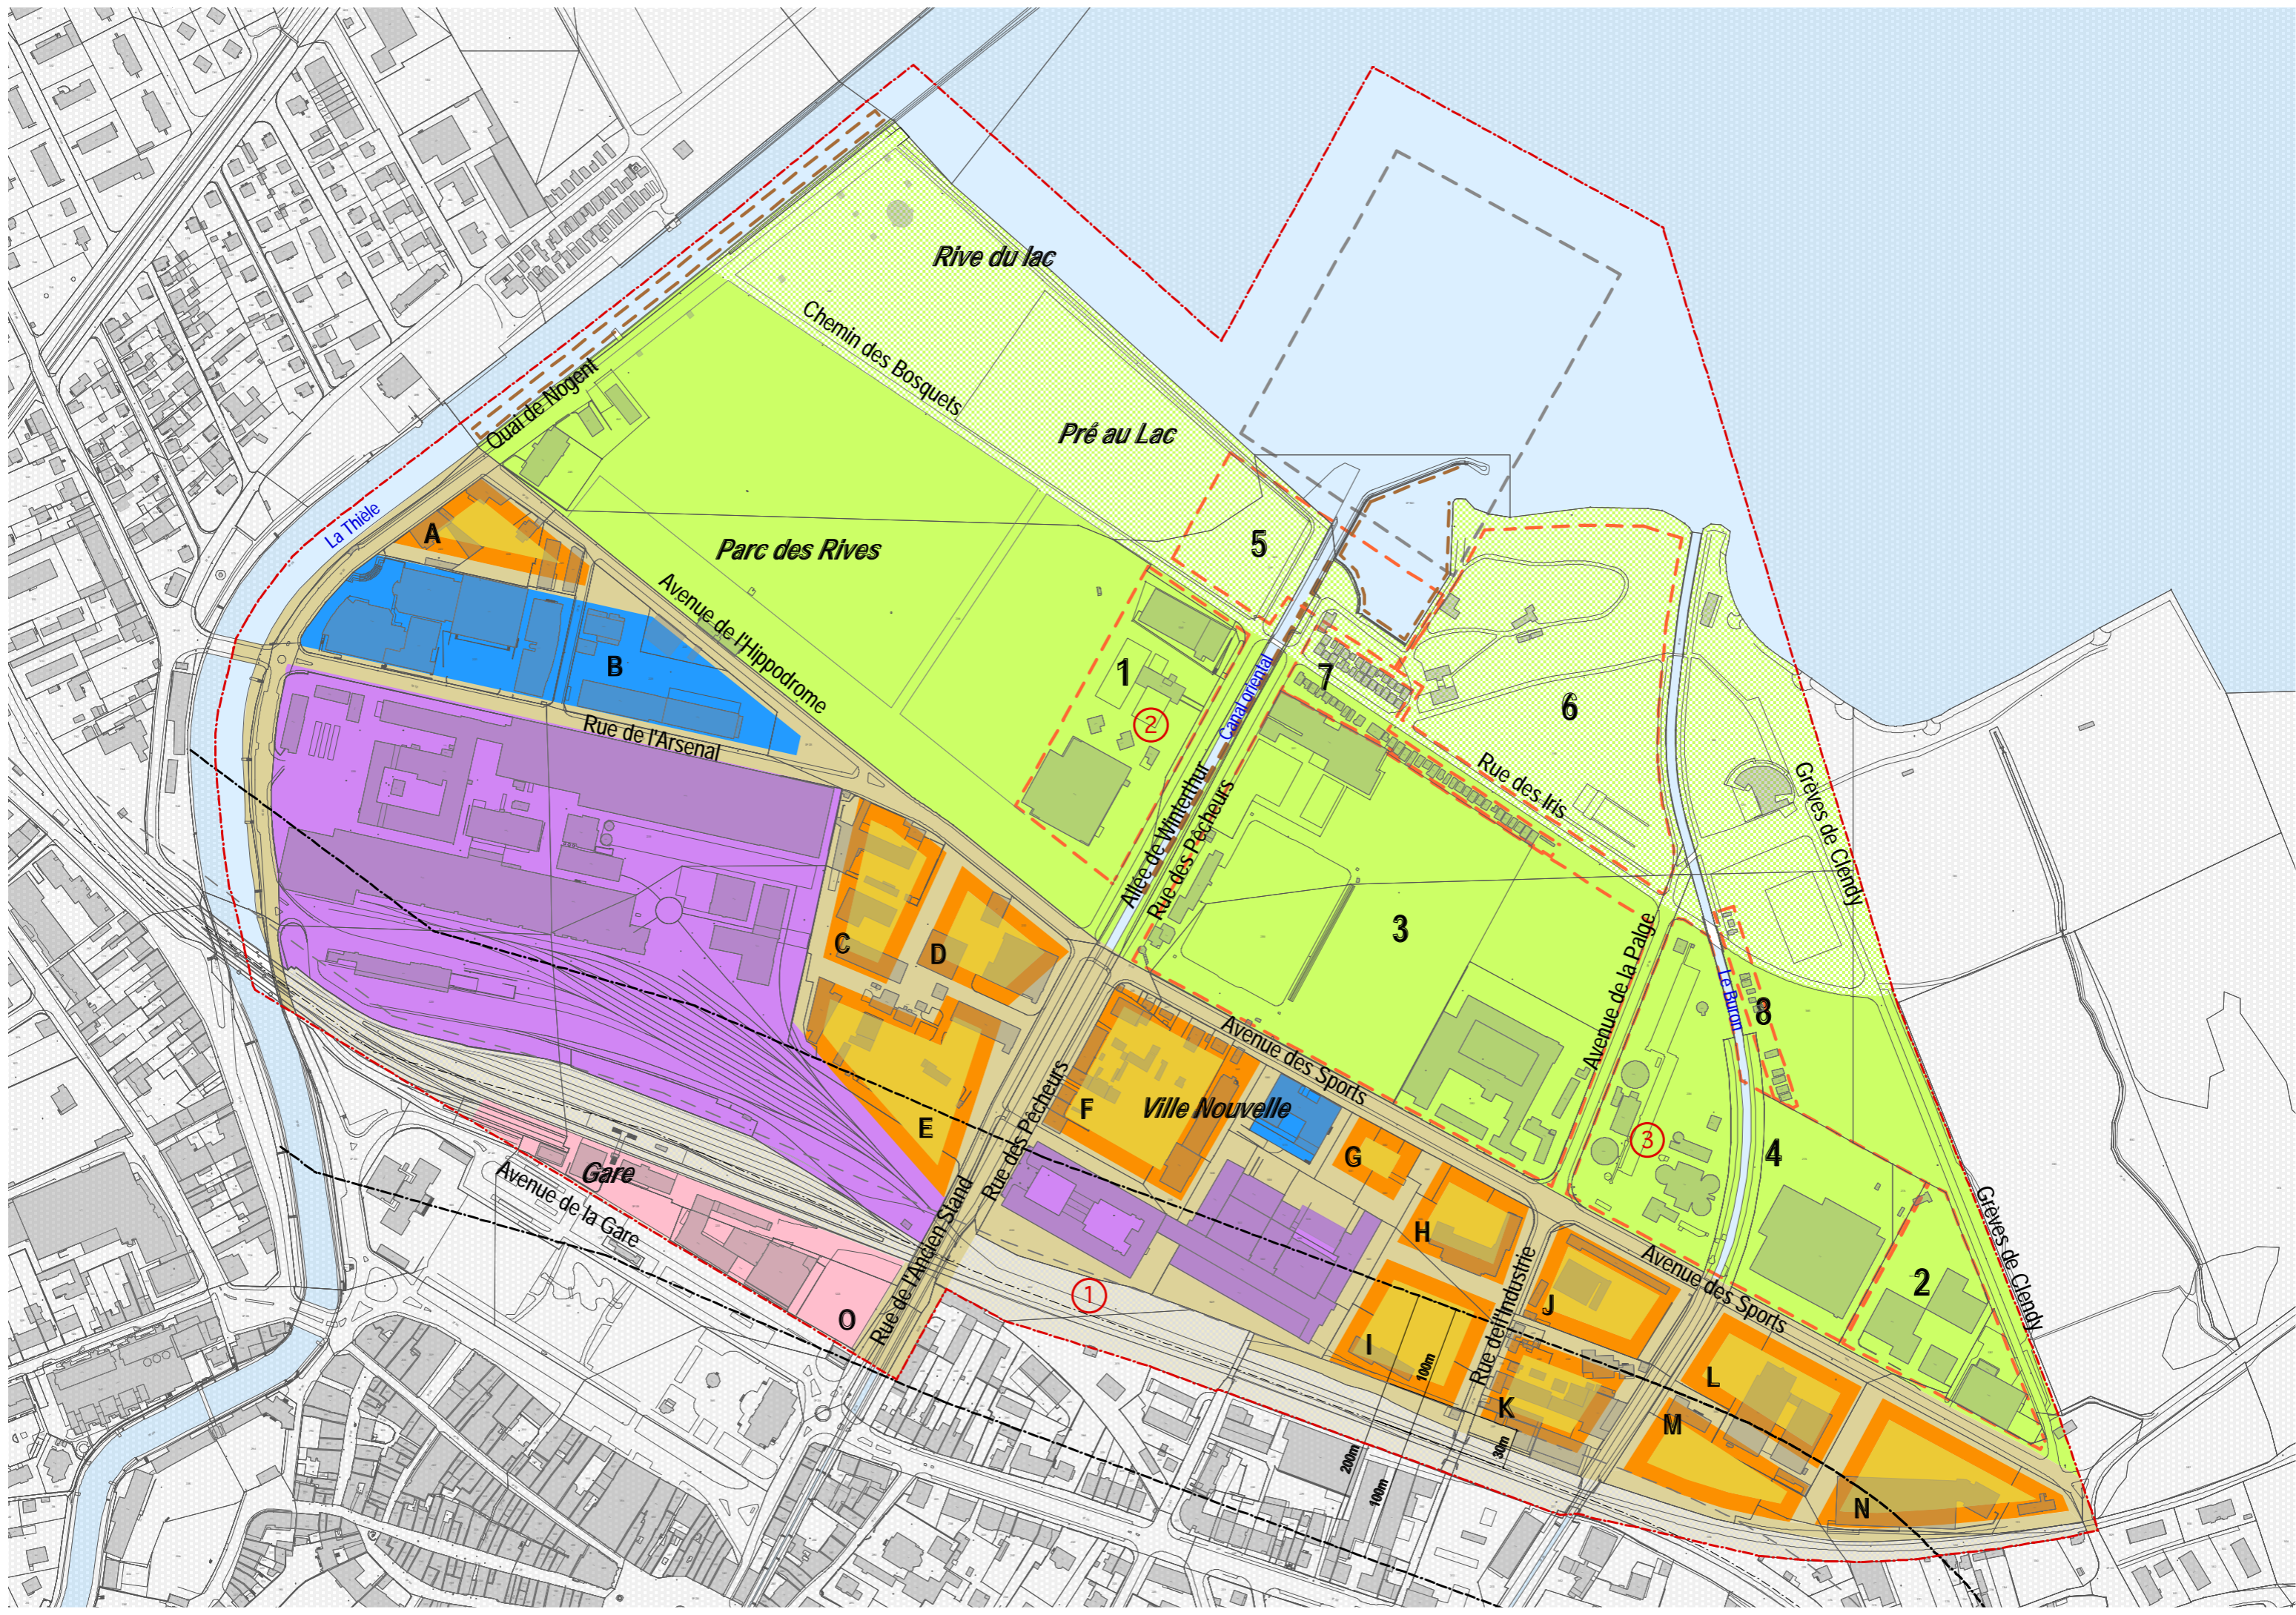 Rive du lac
Chemin des Bosquets
Quai de Nogent
Pré au Lac
La Thièle
A
Parc des Rives
5
Avenue de l'Hippodrome
B
1
2
Canal oriental
7
6
Rue de l'Arsenal
Rue des Iris
Grèves de Clendy
Allée de Winterthur
Rue des Pêcheurs
C
D
3
Avenue de la Palge
Le Buron
8
Avenue des Sports
E
F
Ville Nouvelle
G
3
4
Gare
Avenue de la Gare
Rue des Pêcheurs
Rue de l'Ancien Stand
O
1
H
I
100m
Rue de l'Industrie
J
Avenue des Sports
2
Grèves de Clendy
K
30m
200m
100m
L
M
N